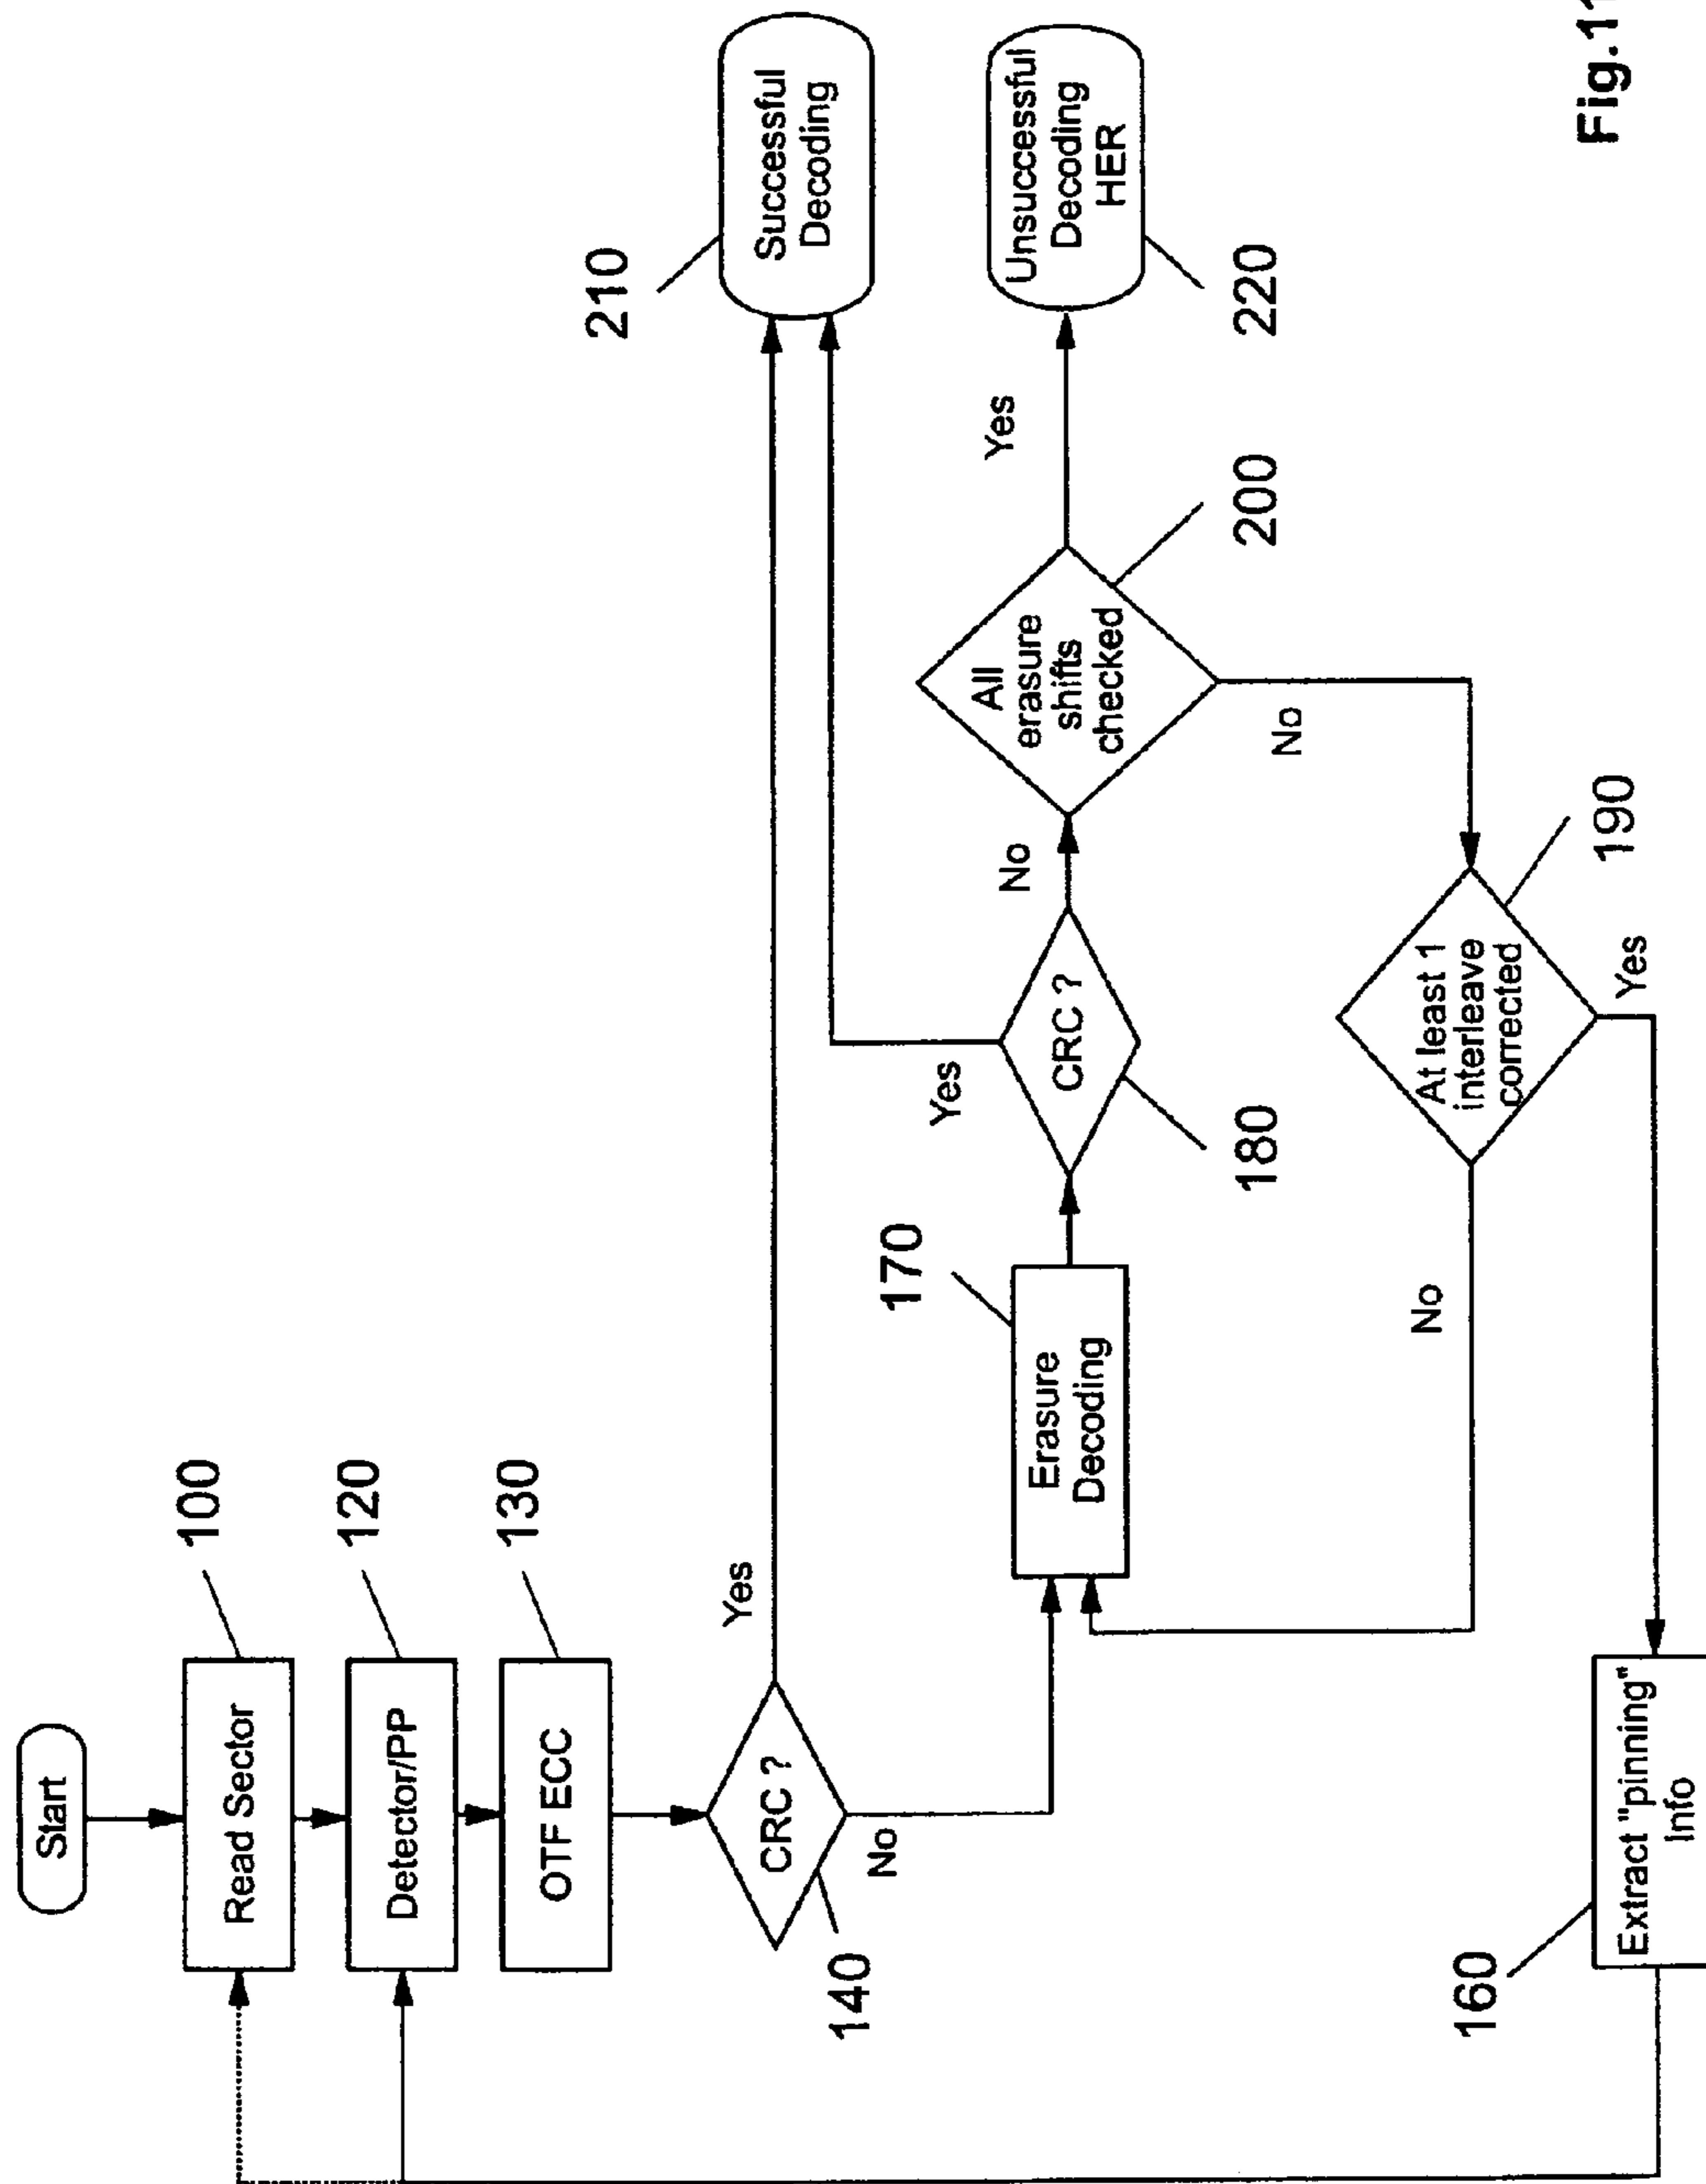 Start
Read Sector
100
Detector/PP
120
OTF ECC
130
CRC ?
140
Yes
No
Erasure
Decoding
170
CRC ?
180
Yes
No
All
erasure
shifts
checked
200
Yes
No
At least 1
interleave
corrected
190
No
Yes
Extract "pinning"
Info
160
Successful
Decoding
210
Unsuccessful
Decoding
HER
220